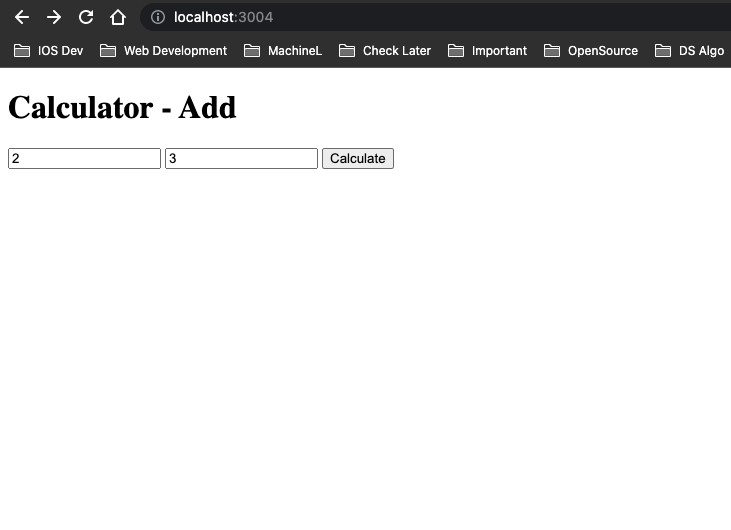 localhost:3004
IOS Dev Web Development MachineL Check Later Important OpenSource DS Algo
Calculator - Add
2 3 Calculate